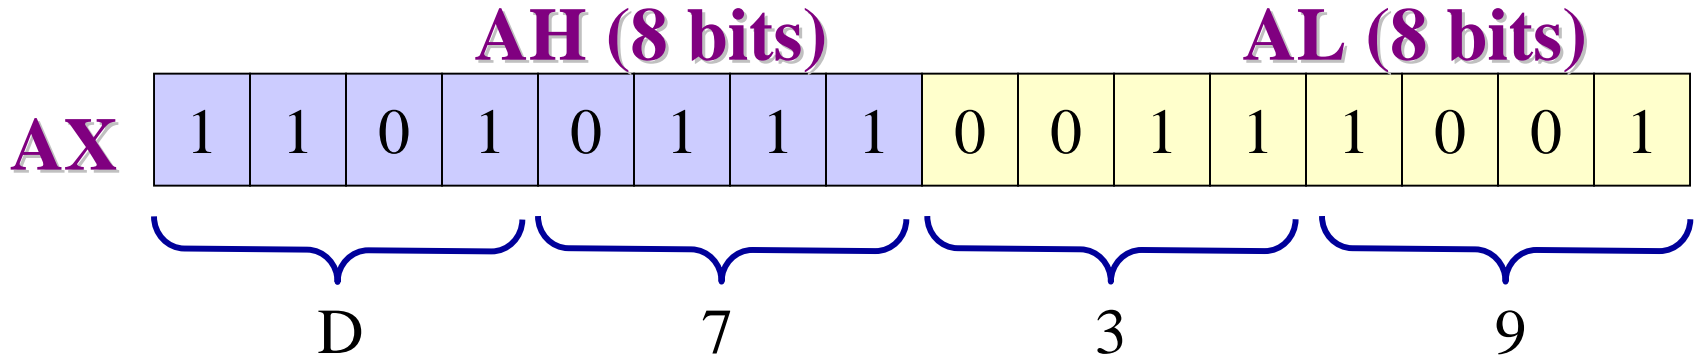 AH (8 bits) AL (8 bits)
AX 1 1 0 1 0 1 1 1 0 0 1 1 1 0 0 1
D 7 3 9